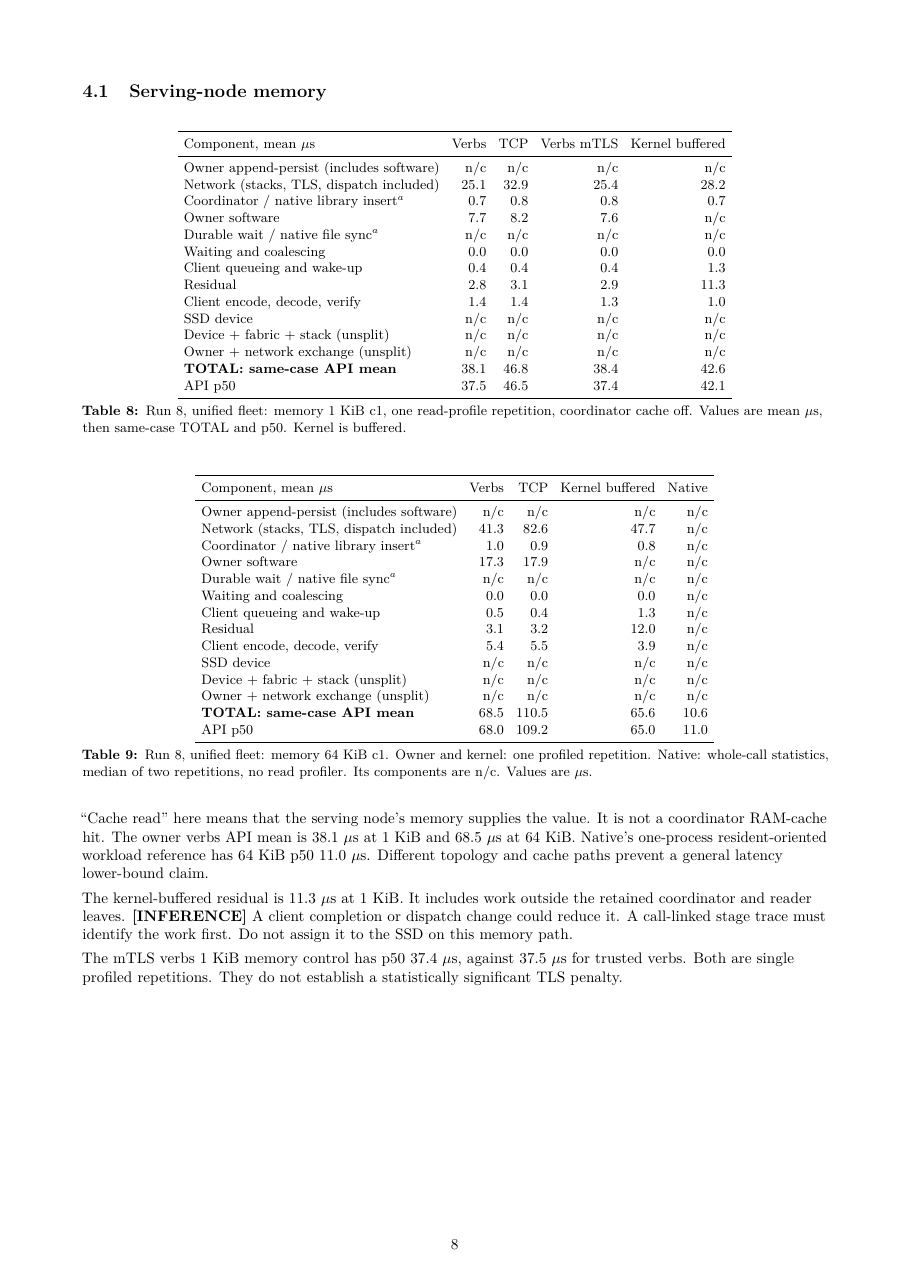 4.1 Serving-node memory
Component, mean μs Verbs TCP Verbs mTLS Kernel buffered
Owner append-persist (includes software) n/c n/c n/c n/c
Network (stacks, TLS, dispatch included) 25.1 32.9 25.4 28.2
Coordinator / native library insertᵃ 0.7 0.8 0.8 0.7
Owner software 7.7 8.2 7.6 n/c
Durable wait / native file syncᵃ n/c n/c n/c n/c
Waiting and coalescing 0.0 0.0 0.0 0.0
Client queueing and wake-up 0.4 0.4 0.4 1.3
Residual 2.8 3.1 2.9 11.3
Client encode, decode, verify 1.4 1.4 1.3 1.0
SSD device n/c n/c n/c n/c
Device + fabric + stack (unsplit) n/c n/c n/c n/c
Owner + network exchange (unsplit) n/c n/c n/c n/c
TOTAL: same-case API mean 38.1 46.8 38.4 42.6
API p50 37.5 46.5 37.4 42.1
Table 8: Run 8, unified fleet: memory 1 KiB c1, one read-profile repetition, coordinator cache off. Values are mean μs,
then same-case TOTAL and p50. Kernel is buffered.
Component, mean μs Verbs TCP Kernel buffered Native
Owner append-persist (includes software) n/c n/c n/c n/c
Network (stacks, TLS, dispatch included) 41.3 82.6 47.7 n/c
Coordinator / native library insertᵃ 1.0 0.9 0.8 n/c
Owner software 17.3 17.9 n/c n/c
Durable wait / native file syncᵃ n/c n/c n/c n/c
Waiting and coalescing 0.0 0.0 0.0 n/c
Client queueing and wake-up 0.5 0.4 1.3 n/c
Residual 3.1 3.2 12.0 n/c
Client encode, decode, verify 5.4 5.5 3.9 n/c
SSD device n/c n/c n/c n/c
Device + fabric + stack (unsplit) n/c n/c n/c n/c
Owner + network exchange (unsplit) n/c n/c n/c n/c
TOTAL: same-case API mean 68.5 110.5 65.6 10.6
API p50 68.0 109.2 65.0 11.0
Table 9: Run 8, unified fleet: memory 64 KiB c1. Owner and kernel: one profiled repetition. Native: whole-call statistics,
median of two repetitions, no read profiler. Its components are n/c. Values are μs.
“Cache read” here means that the serving node’s memory supplies the value. It is not a coordinator RAM-cache
hit. The owner verbs API mean is 38.1 μs at 1 KiB and 68.5 μs at 64 KiB. Native’s one-process resident-oriented
workload reference has 64 KiB p50 11.0 μs. Different topology and cache paths prevent a general latency
lower-bound claim.
The kernel-buffered residual is 11.3 μs at 1 KiB. It includes work outside the retained coordinator and reader
leaves. [INFERENCE] A client completion or dispatch change could reduce it. A call-linked stage trace must
identify the work first. Do not assign it to the SSD on this memory path.
The mTLS verbs 1 KiB memory control has p50 37.4 μs, against 37.5 μs for trusted verbs. Both are single
profiled repetitions. They do not establish a statistically significant TLS penalty.
8